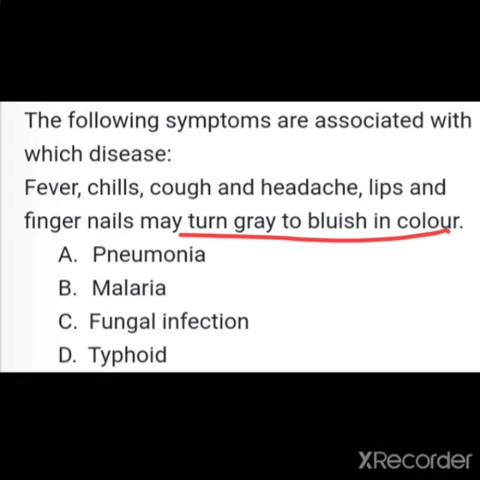 The following symptoms are associated with
which disease:
Fever, chills, cough and headache, lips and
finger nails may turn gray to bluish in colour.
A. Pneumonia
B. Malaria
C. Fungal infection
D. Typhoid
XRecorder